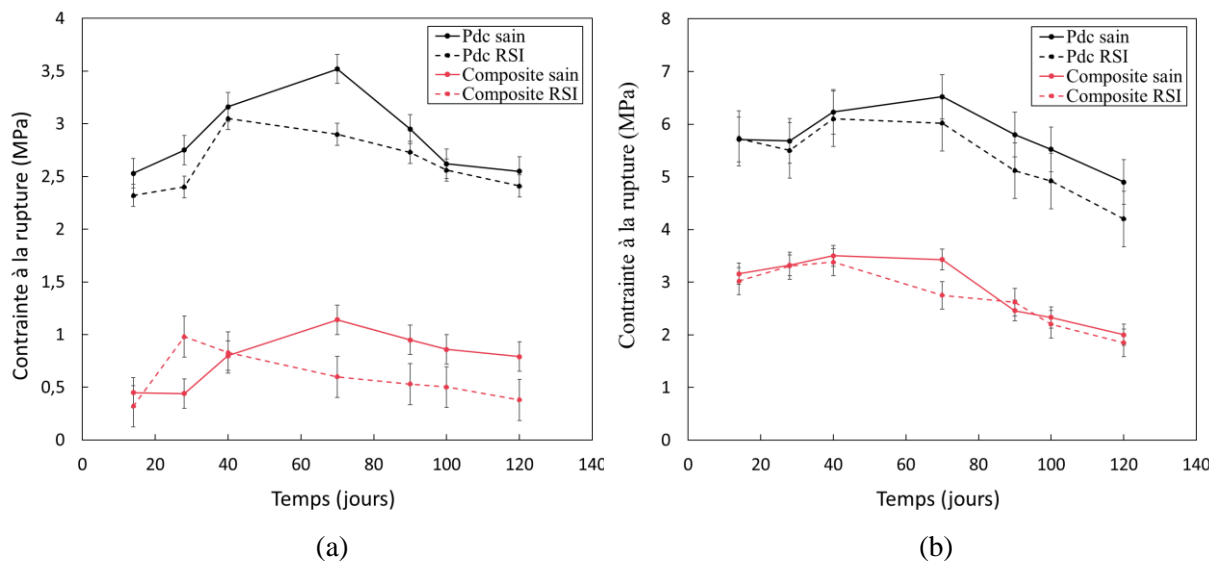 4
3,5
3
2,5
2
1,5
1
0,5
0
0
20
40
60
80
100
120
140
Contrainte à la rupture (MPa)
Temps (jours)
Pdc sain
Pdc RSI
Composite sain
Composite RSI
(a)
8
7
6
5
4
3
2
1
0
0
20
40
60
80
100
120
140
Contrainte à la rupture (MPa)
Temps (jours)
Pdc sain
Pdc RSI
Composite sain
Composite RSI
(b)